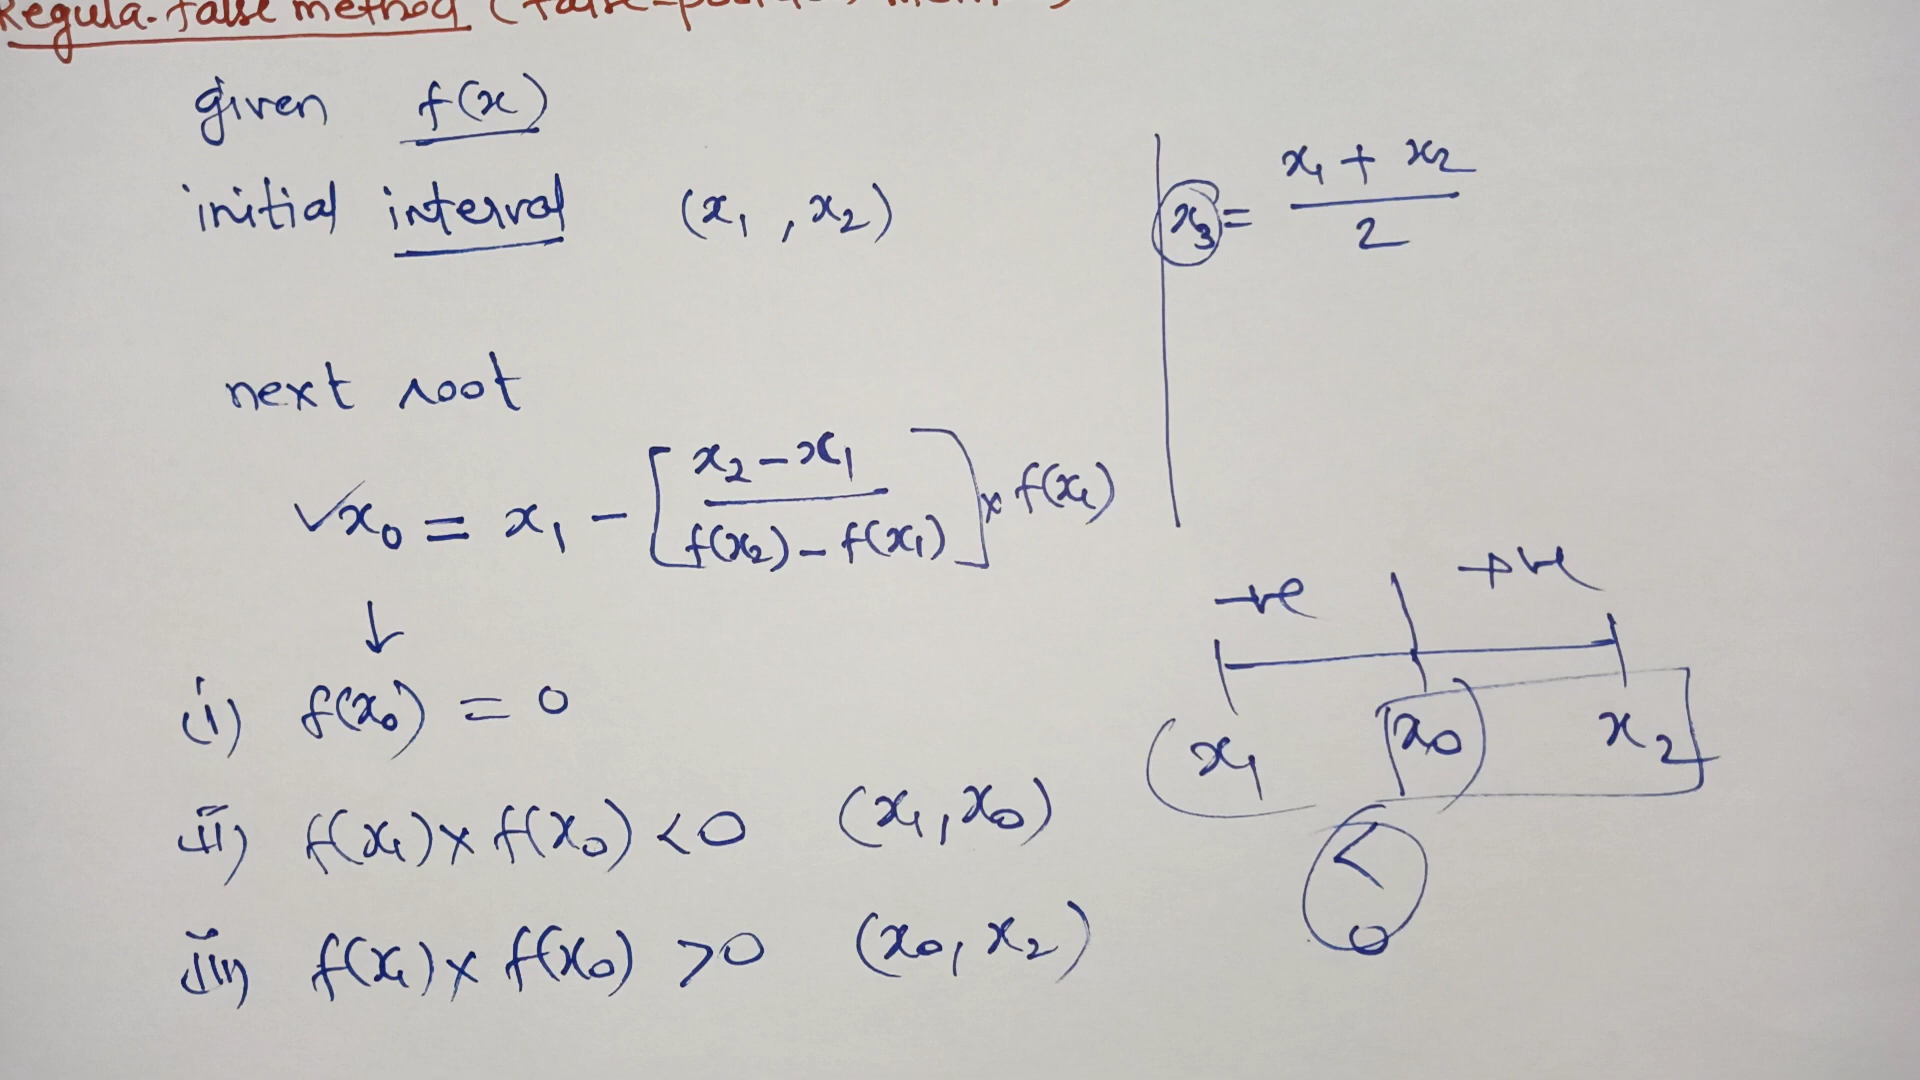 Regula-false method (false-position
given f(x)
initial interval (x₁, x₂)
next root
✓x₀ = x₁ - [(x₂ - x₁) / (f(x₂) - f(x₁))] × f(x₁)
↓
(i) f(x₀) = 0
ii) f(x₁) × f(x₀) < 0 (x₁, x₀)
iii) f(x₁) × f(x₀) > 0 (x₀, x₂)
x₃ = (x₁ + x₂) / 2
-ve +ve
(x₁ x₀) x₂
< 0